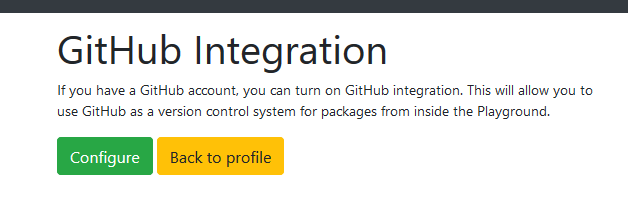 GitHub Integration
If you have a GitHub account, you can turn on GitHub integration. This will allow you to
use GitHub as a version control system for packages from inside the Playground.
Configure Back to profile